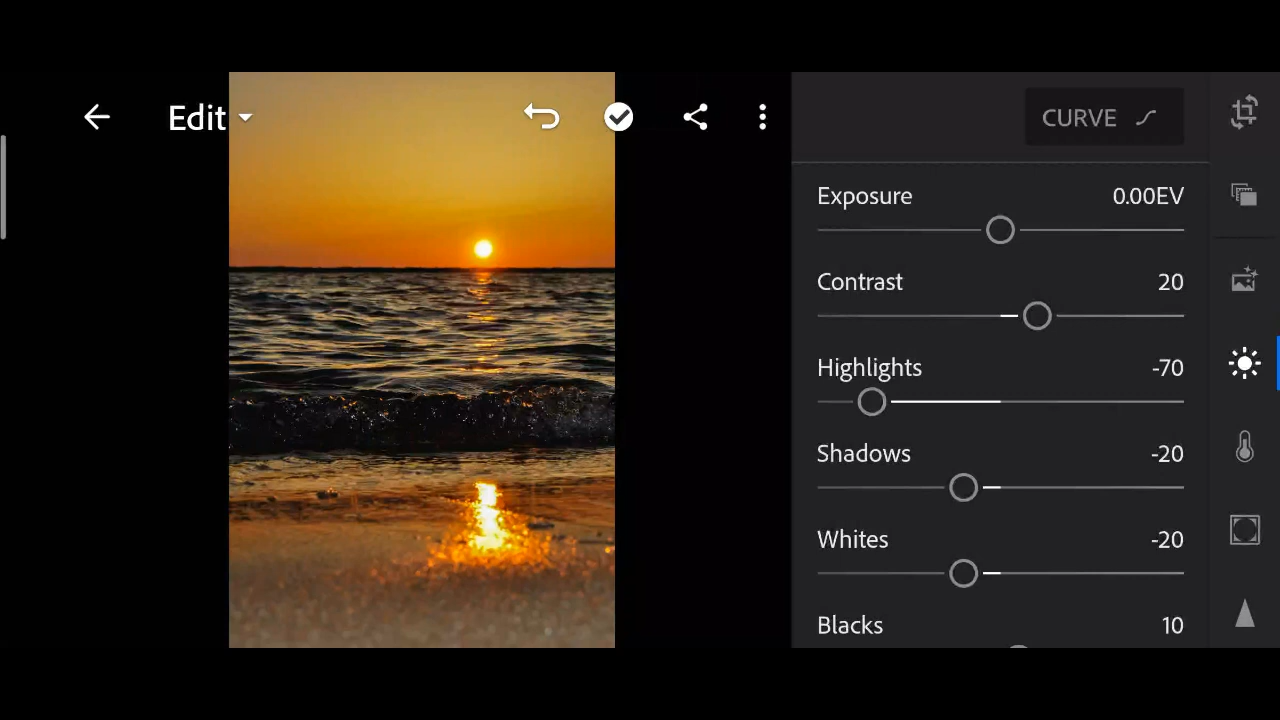 Edit
CURVE
Exposure 0.00EV
Contrast 20
Highlights -70
Shadows -20
Whites -20
Blacks 10